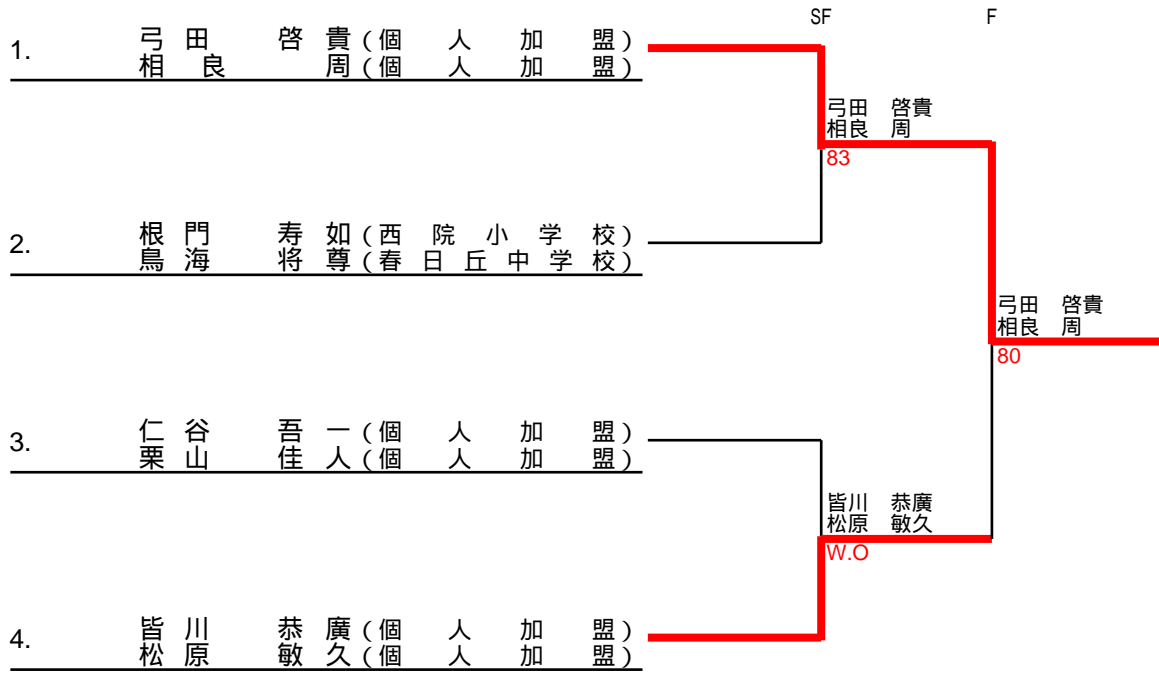 SF F
1. 弓田 啓貴(個人加盟)
相良 周(個人加盟)
弓田 啓貴
相良 周
83
2. 根門 寿如(西院小学校)
鳥海 将尊(春日丘中学校)
弓田 啓貴
相良 周
80
3. 仁谷 吾一(個人加盟)
栗山 佳人(個人加盟)
皆川 恭廣
松原 敏久
W.O
4. 皆川 恭廣(個人加盟)
松原 敏久(個人加盟)